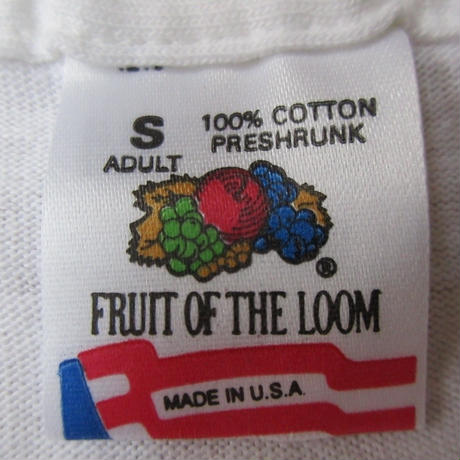 S
ADULT
100% COTTON
PRESHRUNK
®
FRUIT OF THE LOOM
MADE IN U.S.A.